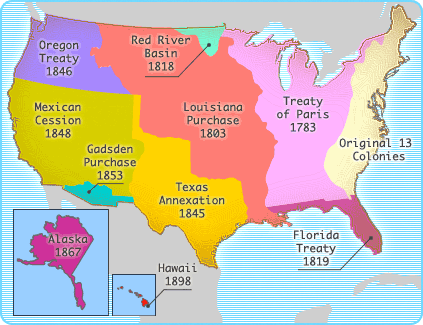 Oregon
Treaty
1846
Red River
Basin
1818
Mexican
Cession
1848
Louisiana
Purchase
1803
Treaty
of Paris
1783
Original 13
Colonies
Gadsden
Purchase
1853
Texas
Annexation
1845
Florida
Treaty
1819
Alaska
1867
Hawaii
1898